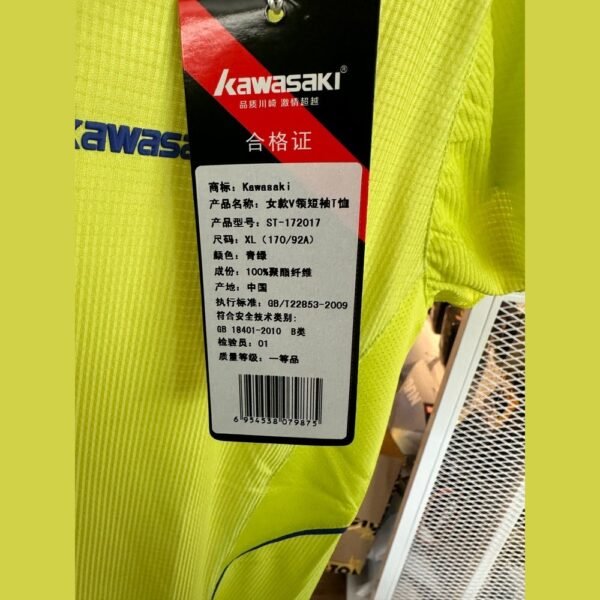 Kawasaki®
品质川崎 激情超越
合格证
kawasa
商标: Kawasaki
产品名称: 女款V领短袖T恤
产品型号: ST-172017
尺码: XL (170/92A)
颜色: 青绿
成份: 100%聚酯纤维
产地: 中国
执行标准: GB/T22853-2009
符合安全技术类别:
GB 18401-2010 B类
检验员: 01
质量等级: 一等品
6 954538 079875